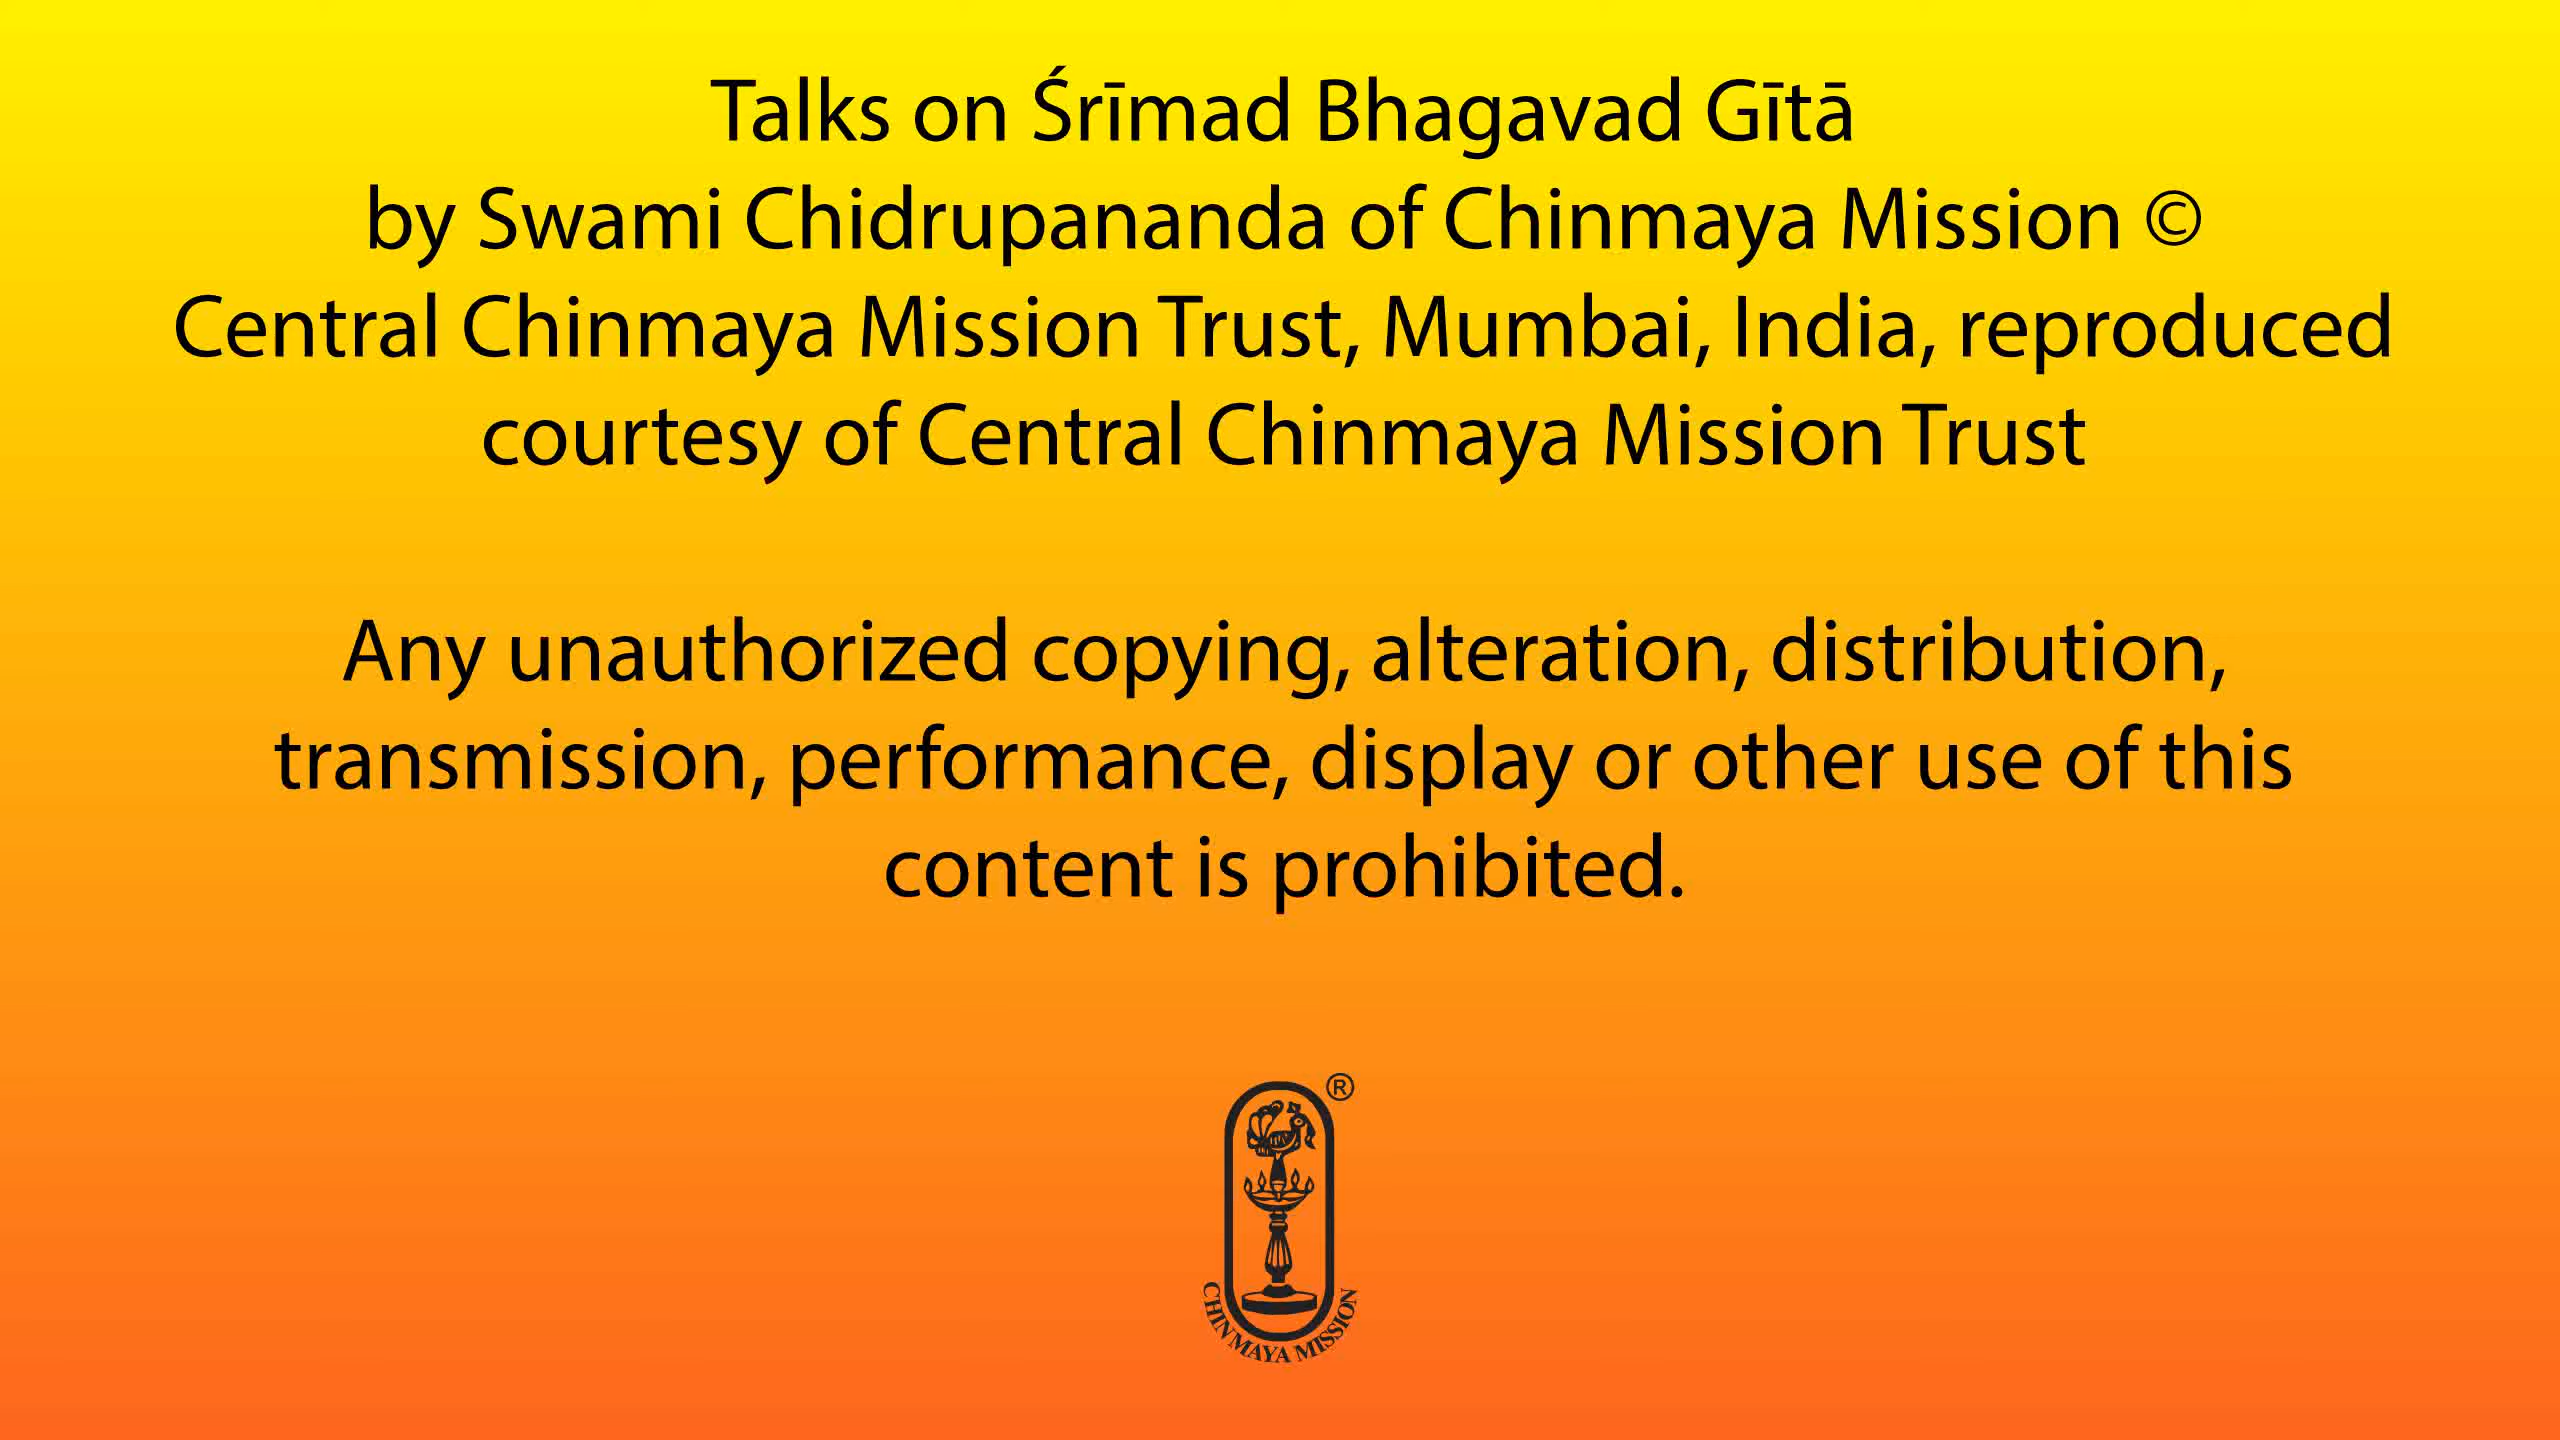 Talks on Śrīmad Bhagavad Gītā
by Swami Chidrupananda of Chinmaya Mission ©
Central Chinmaya Mission Trust, Mumbai, India, reproduced
courtesy of Central Chinmaya Mission Trust
Any unauthorized copying, alteration, distribution,
transmission, performance, display or other use of this
content is prohibited.
®
CHINMAYA MISSION